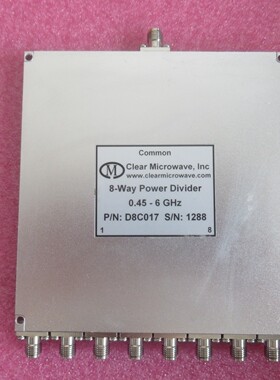 Common
M Clear Microwave, Inc
www.clearmicrowave.com
8-Way Power Divider
0.45 - 6 GHz
P/N: D8C017 S/N: 1288
1 8